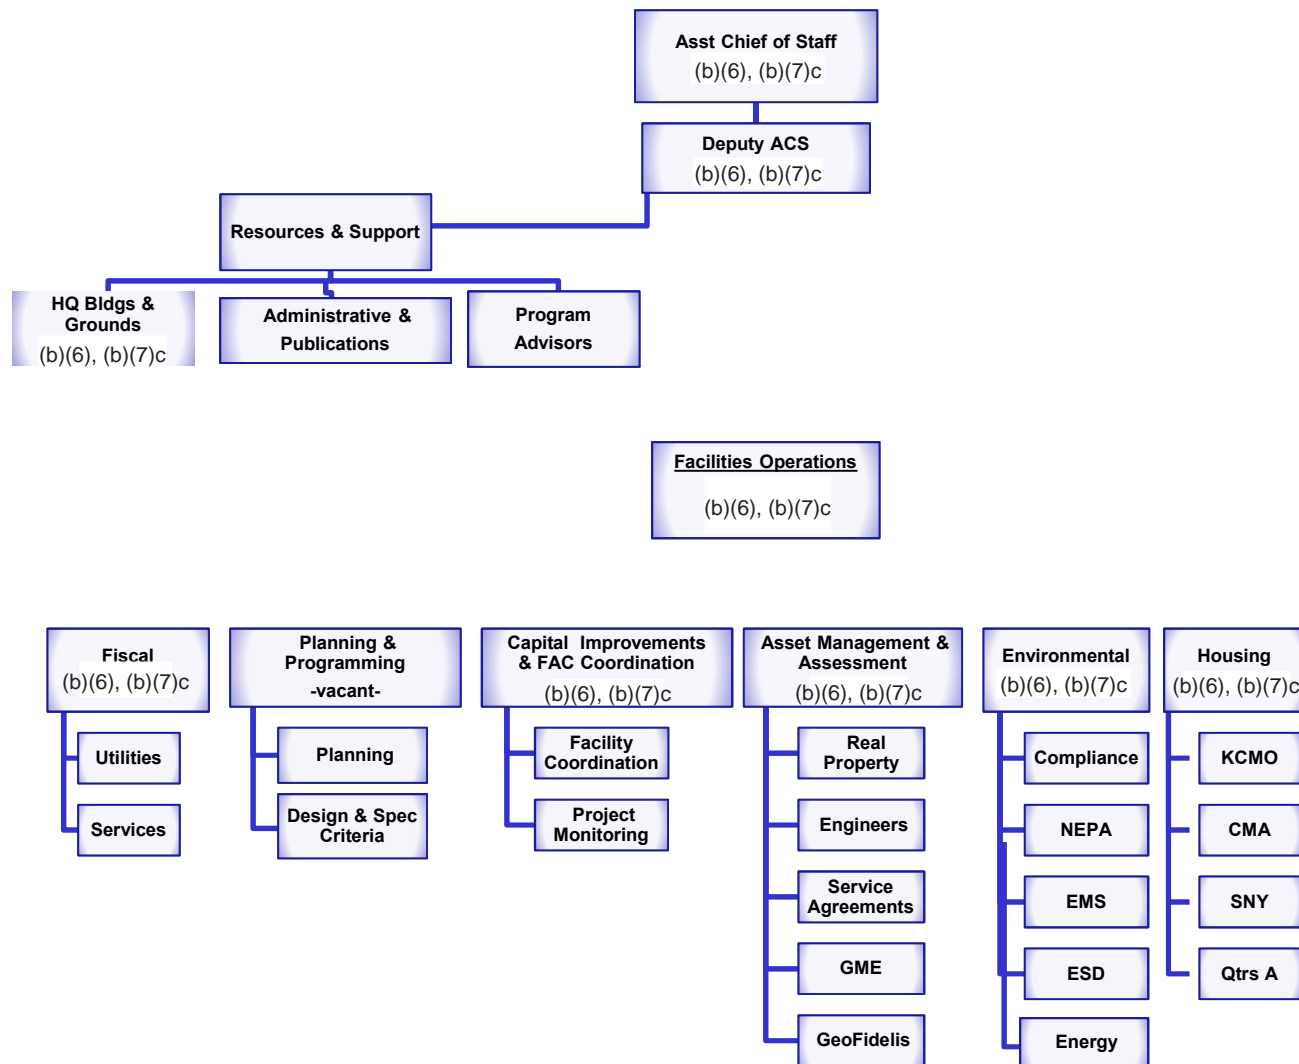 Asst Chief of Staff
(b)(6), (b)(7)c
Deputy ACS
(b)(6), (b)(7)c
Resources & Support
HQ Bldgs &
Grounds
(b)(6), (b)(7)c
Administrative &
Publications
Program
Advisors
Facilities Operations
(b)(6), (b)(7)c
Fiscal
(b)(6), (b)(7)c
Utilities
Services
Planning &
Programming
-vacant-
Planning
Design & Spec
Criteria
Capital Improvements
& FAC Coordination
(b)(6), (b)(7)c
Facility
Coordination
Project
Monitoring
Asset Management &
Assessment
(b)(6), (b)(7)c
Real
Property
Engineers
Service
Agreements
GME
GeoFidelis
Environmental
(b)(6), (b)(7)c
Compliance
NEPA
EMS
ESD
Energy
Housing
(b)(6), (b)(7)c
KCMO
CMA
SNY
Qtrs A